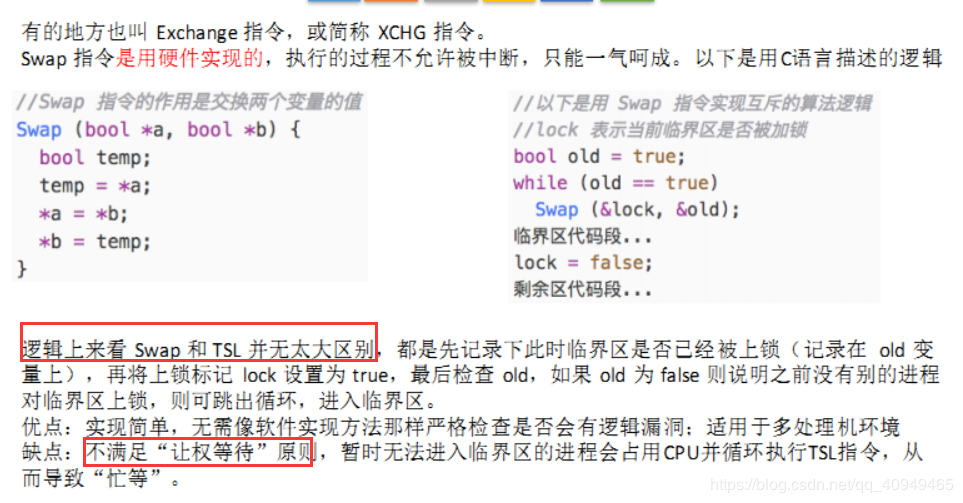 有的地方也叫 Exchange 指令，或简称 XCHG 指令。
Swap 指令是用硬件实现的，执行的过程不允许被中断，只能一气呵成。以下是用C语言描述的逻辑
//Swap 指令的作用是交换两个变量的值
Swap (bool *a, bool *b) {
bool temp;
temp = *a;
*a = *b;
*b = temp;
}
//以下是用 Swap 指令实现互斥的算法逻辑
//lock 表示当前临界区是否被加锁
bool old = true;
while (old == true)
Swap (&lock, &old);
临界区代码段...
lock = false;
剩余区代码段...
逻辑上来看 Swap 和 TSL 并无太大区别，都是先记录下此时临界区是否已经被上锁（记录在 old 变
量上），再将上锁标记 lock 设置为 true，最后检查 old，如果 old 为 false 则说明之前没有别的进程
对临界区上锁，则可跳出循环，进入临界区。
优点：实现简单，无需像软件实现方法那样严格检查是否会有逻辑漏洞；适用于多处理机环境
缺点：不满足“让权等待”原则，暂时无法进入临界区的进程会占用CPU并循环执行TSL指令，从
而导致“忙等”。
https://blog.csdn.net/qq_40949465